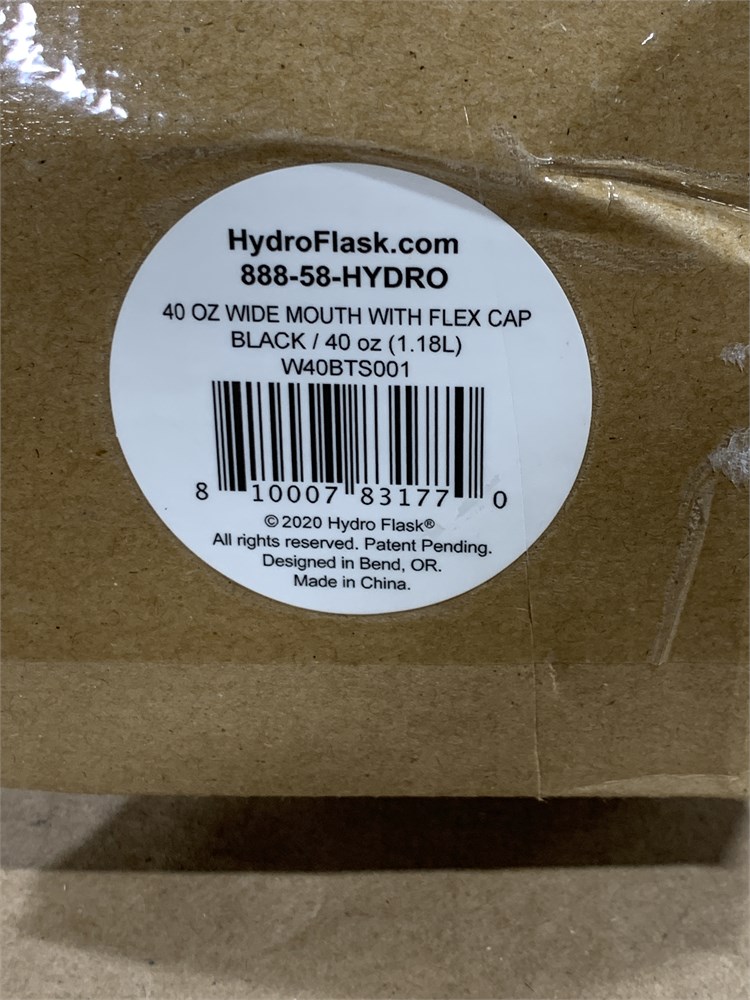 HydroFlask.com
888-58-HYDRO
40 OZ WIDE MOUTH WITH FLEX CAP
BLACK / 40 oz (1.18L)
W40BTS001
8 10007 83177 0
© 2020 Hydro Flask®
All rights reserved. Patent Pending.
Designed in Bend, OR.
Made in China.